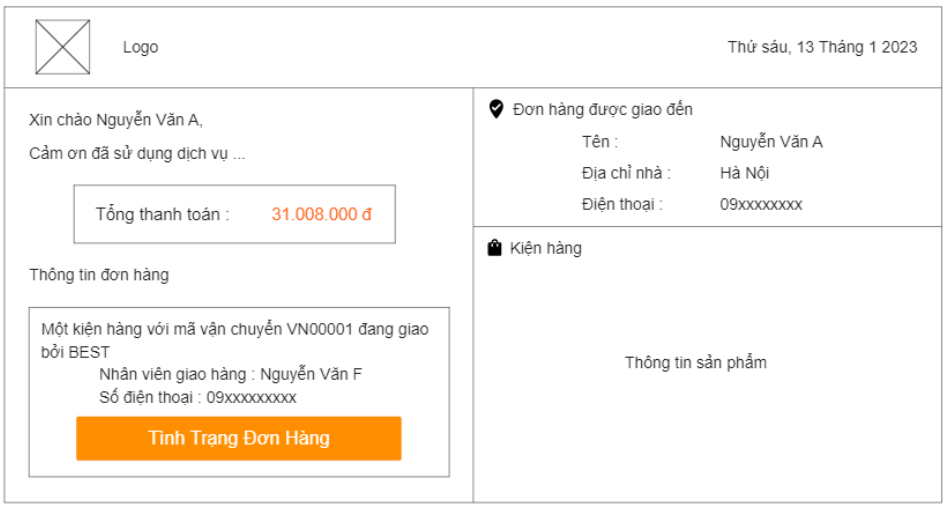 Logo
Thứ sáu, 13 Tháng 1 2023
Xin chào Nguyễn Văn A,
Cảm ơn đã sử dụng dịch vụ ...
Tổng thanh toán : 31.008.000 đ
Thông tin đơn hàng
Một kiện hàng với mã vận chuyển VN00001 đang giao
bởi BEST
Nhân viên giao hàng : Nguyễn Văn F
Số điện thoại : 09xxxxxxxxx
Tình Trạng Đơn Hàng
Đơn hàng được giao đến
Tên : Nguyễn Văn A
Địa chỉ nhà : Hà Nội
Điện thoại : 09xxxxxxxx
Kiện hàng
Thông tin sản phẩm